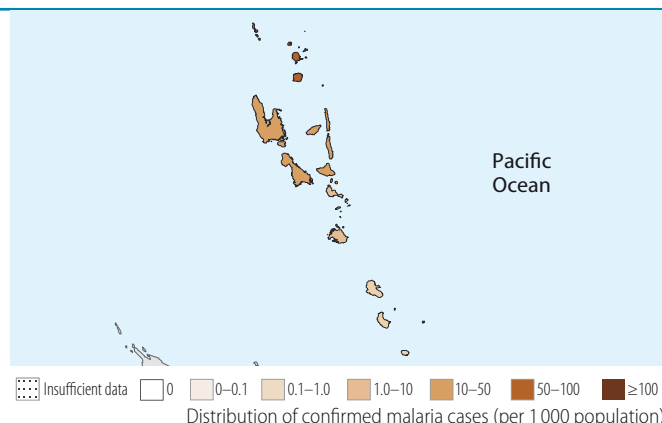 Pacific
Ocean
Insufficient data 0 0–0.1 0.1–1.0 1.0–10 10–50 50–100 ≥100
Distribution of confirmed malaria cases (per 1 000 population)